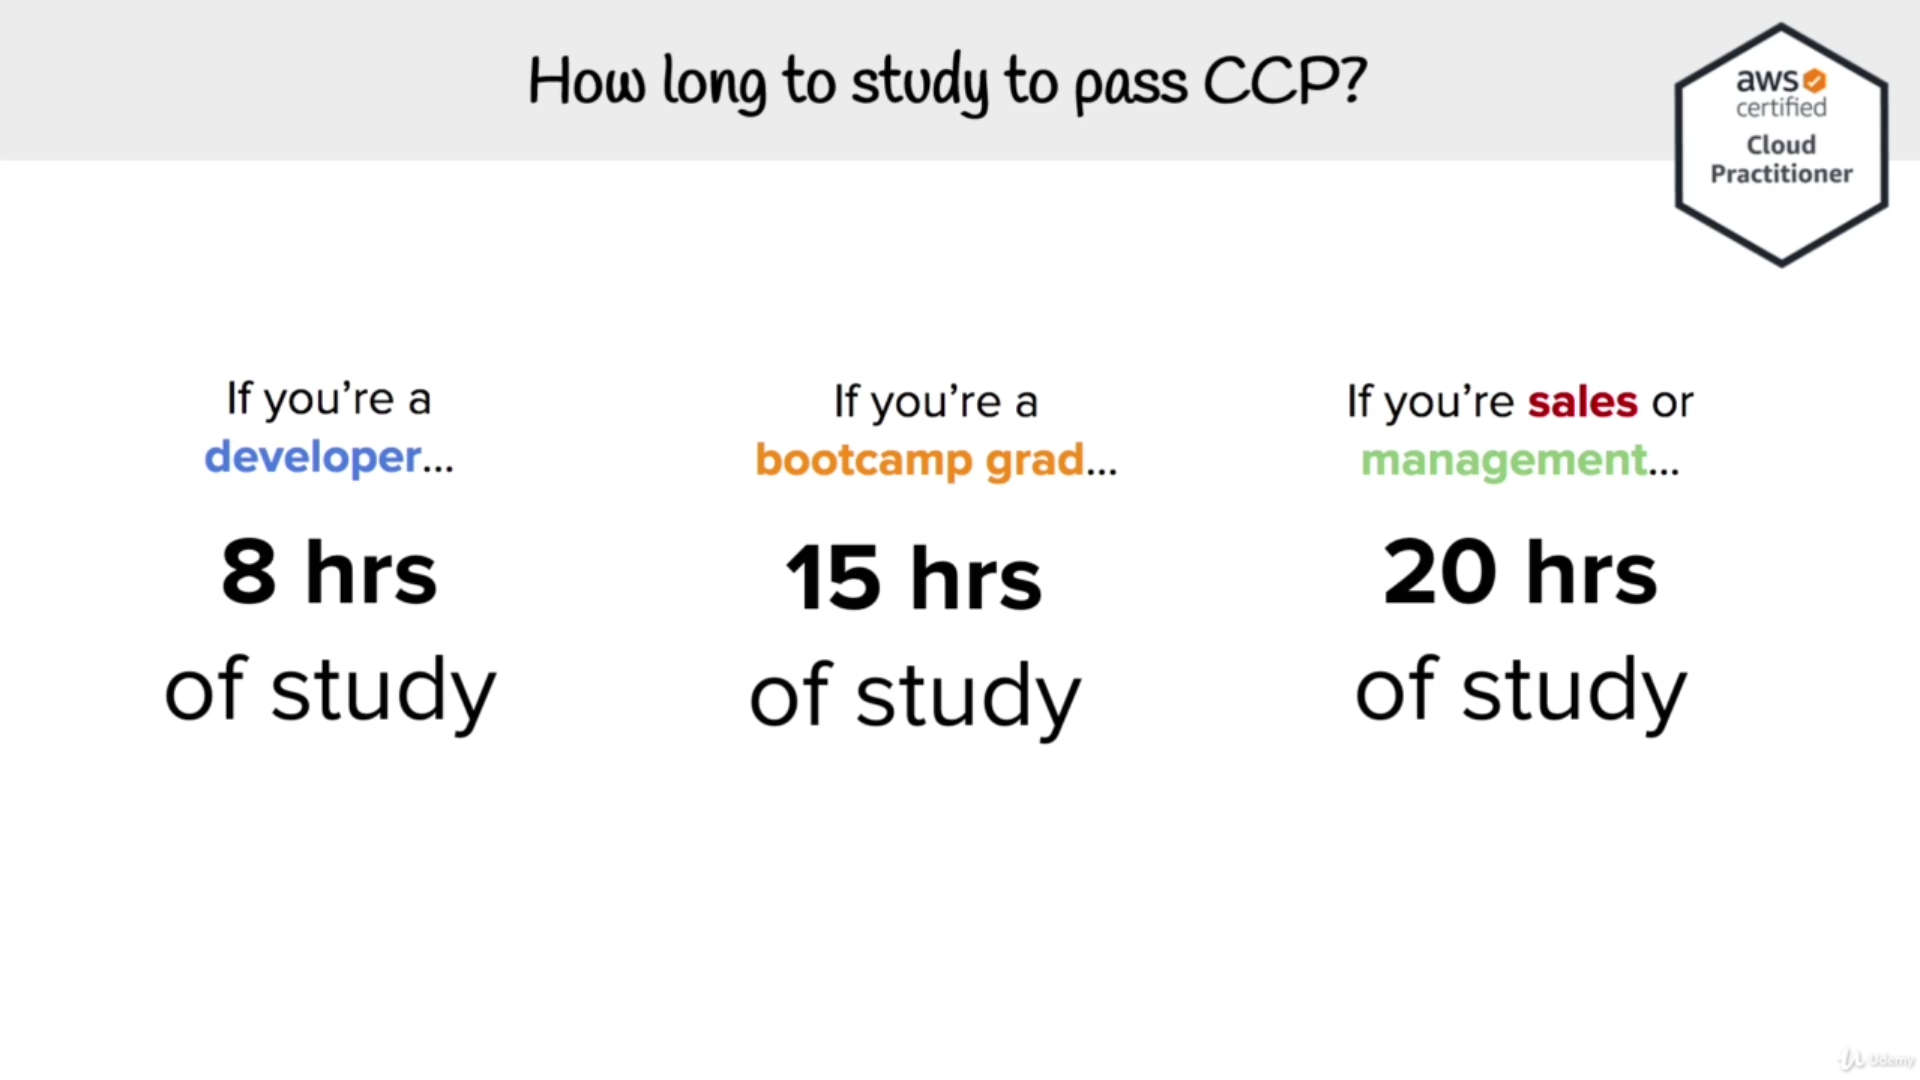 How long to study to pass CCP?
aws
certified
Cloud
Practitioner
If you're a
developer...
8 hrs
of study
If you're a
bootcamp grad...
15 hrs
of study
If you're sales or
management...
20 hrs
of study
Udemy